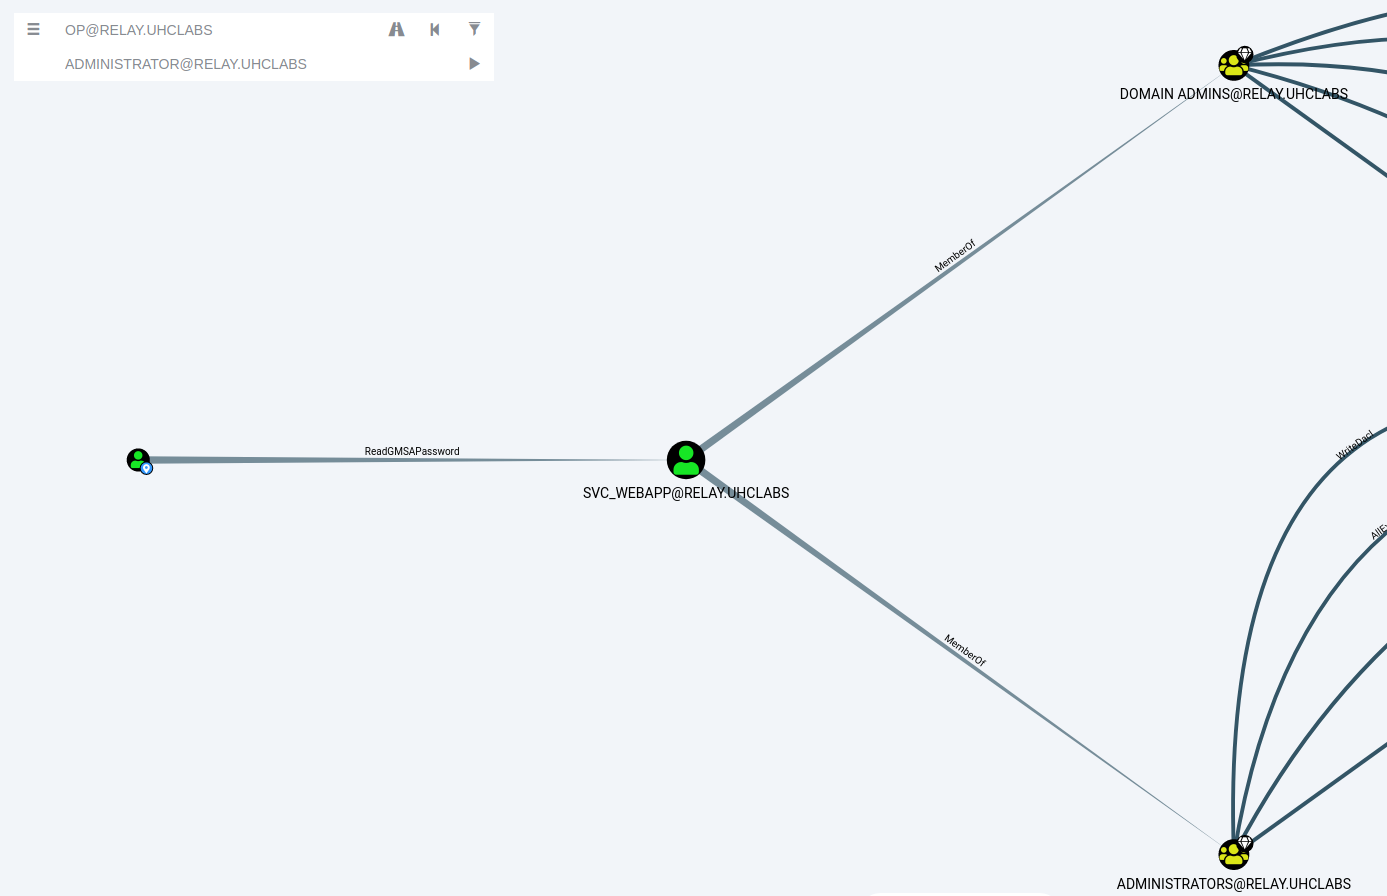 OP@RELAY.UHCLABS
ADMINISTRATOR@RELAY.UHCLABS
DOMAIN ADMINS@RELAY.UHCLABS
MemberOf
ReadGMSAPassword
WriteDacl
SVC_WEBAPP@RELAY.UHCLABS
AllE
MemberOf
ADMINISTRATORS@RELAY.UHCLABS